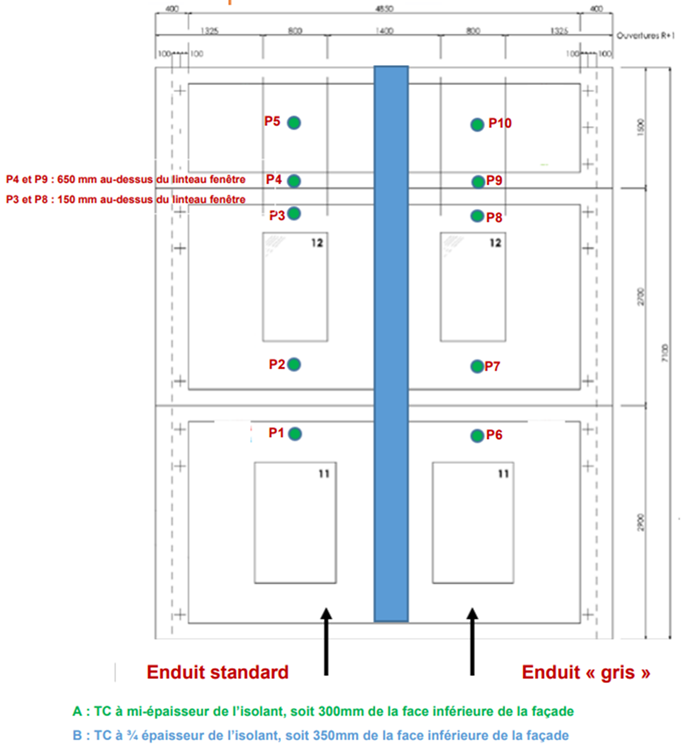 400 4850 400
1325 800 1400 800 1325 Ouvertures R+1
100 100 100 100
P5 P10 1500
P4 et P9 : 650 mm au-dessus du linteau fenêtre P4 P9
P3 et P8 : 150 mm au-dessus du linteau fenêtre
P3 P8
12 12
2700
7100
P2 P7
P1 P6
11 11
2900
Enduit standard Enduit « gris »
A : TC à mi-épaisseur de l'isolant, soit 300mm de la face inférieure de la façade
B : TC à ¾ épaisseur de l'isolant, soit 350mm de la face inférieure de la façade